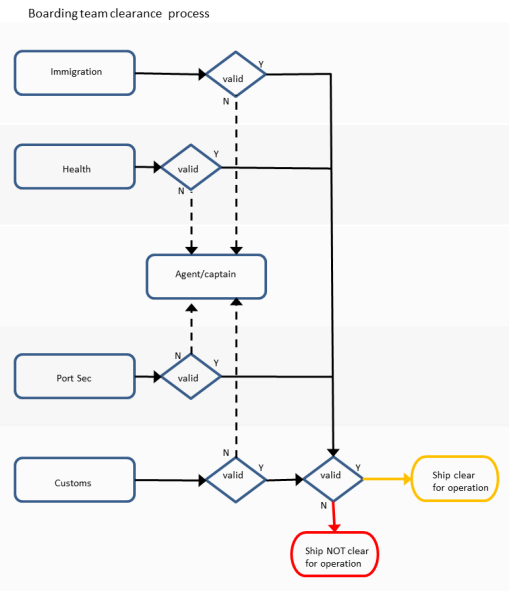 Boarding team clearance process
Immigration
valid
Y
N
Health
valid
Y
N
Agent/captain
Port Sec
N
valid
Y
Customs
N
valid
Y
valid
Y
N
Ship clear
for operation
Ship NOT clear
for operation